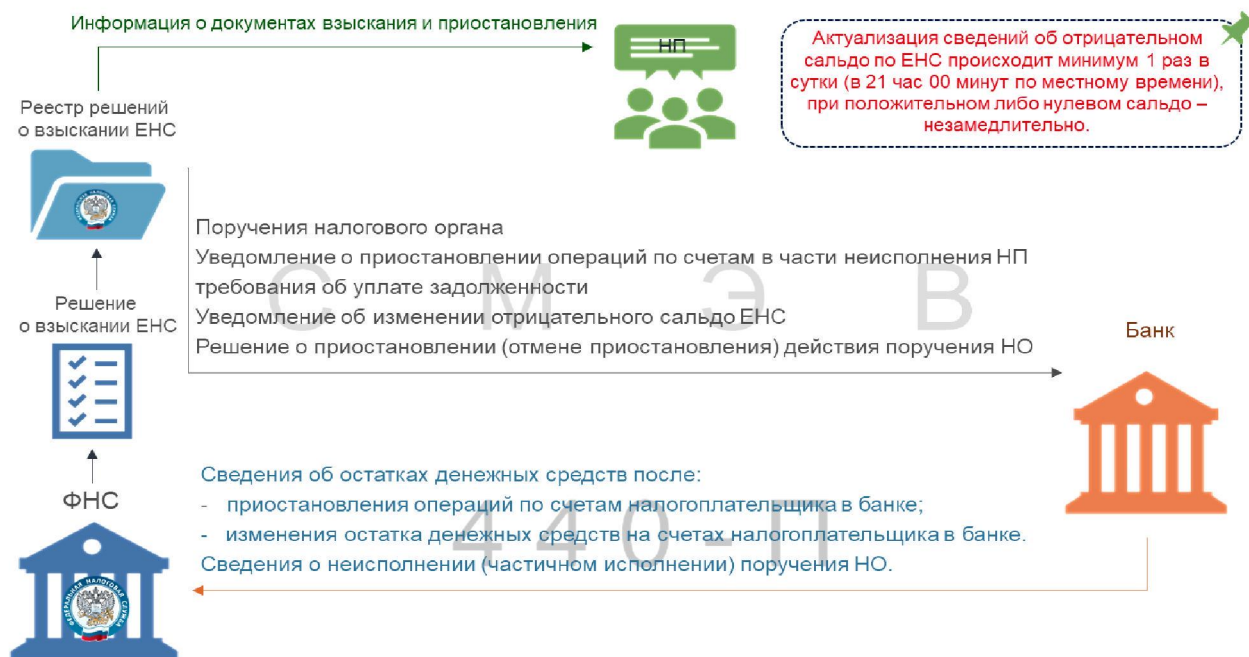 Информация о документах взыскания и приостановления
НП
Актуализация сведений об отрицательном
сальдо по ЕНС происходит минимум 1 раз в
сутки (в 21 час 00 минут по местному времени),
при положительном либо нулевом сальдо –
незамедлительно.
Реестр решений
о взыскании ЕНС
Поручения налогового органа
Уведомление о приостановлении операций по счетам в части неисполнения НП
требования об уплате задолженности
Уведомление об изменении отрицательного сальдо ЕНС
Решение о приостановлении (отмене приостановления) действия поручения НО
С М Э В
Решение
о взыскании ЕНС
Банк
ФНС
Сведения об остатках денежных средств после:
- приостановления операций по счетам налогоплательщика в банке;
- изменения остатка денежных средств на счетах налогоплательщика в банке.
Сведения о неисполнении (частичном исполнении) поручения НО.
440-П
ФЕДЕРАЛЬНАЯ НАЛОГОВАЯ СЛУЖБА